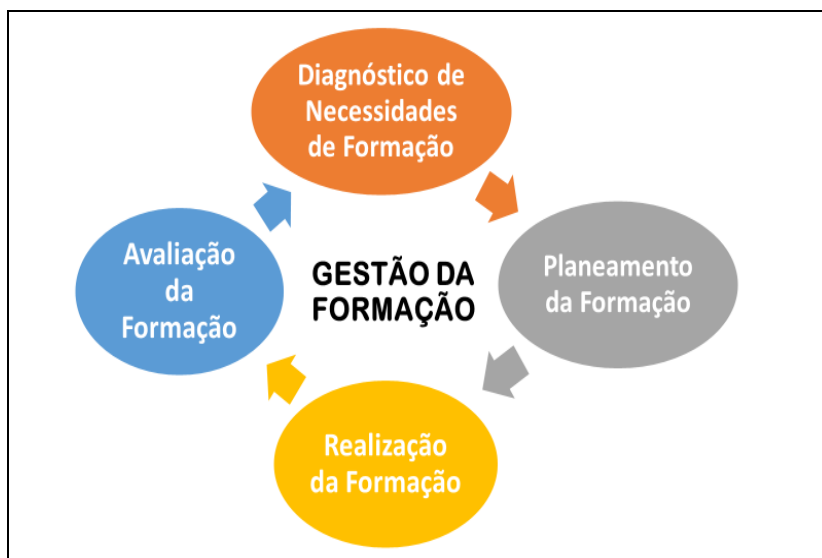 Diagnóstico de
Necessidades
de Formação
Avaliação
da
Formação
GESTÃO DA
FORMAÇÃO
Planeamento
da Formação
Realização
da Formação